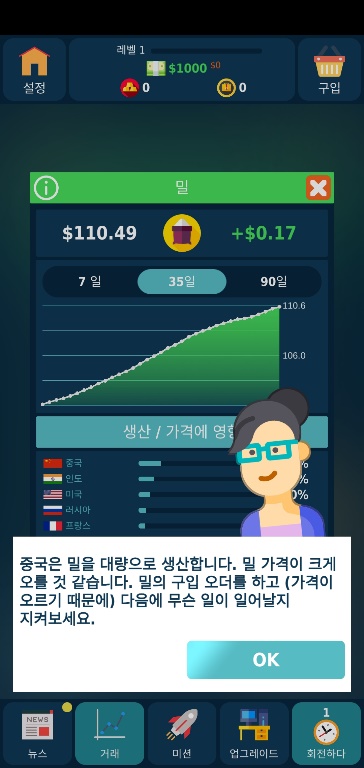 레벨 1
$1000 $0
0 0
설정
구입
밀
$110.49 +$0.17
7 일 35일 90일
110.6
106.0
생산 / 가격에 영향
중국 %
인도 %
미국 0%
러시아
프랑스
중국은 밀을 대량으로 생산합니다. 밀 가격이 크게
오를 것 같습니다. 밀의 구입 오더를 하고 (가격이
오르기 때문에) 다음에 무슨 일이 일어날지
지켜보세요.
OK
NEWS
1
뉴스 거래 미션 업그레이드 회전하다